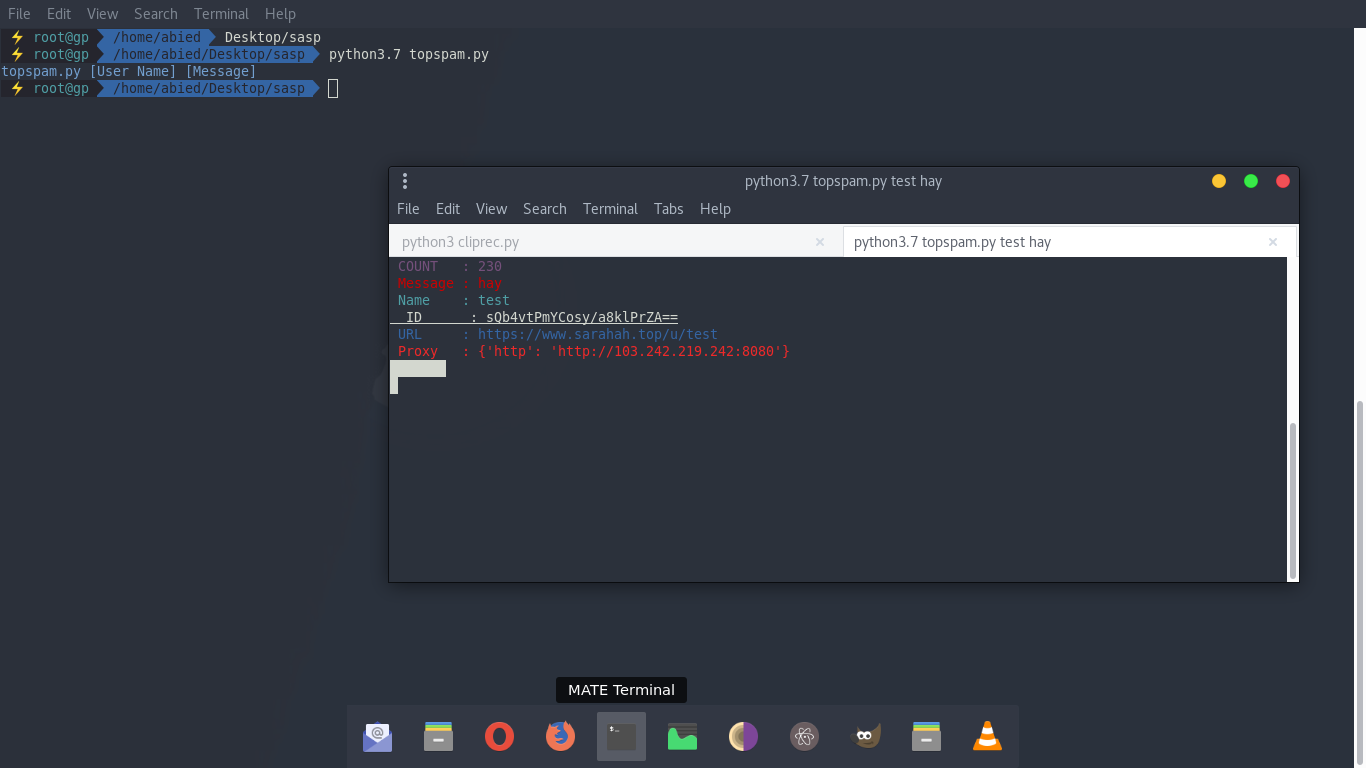 File Edit View Search Terminal Help
root@gp /home/abied Desktop/sasp
root@gp /home/abied/Desktop/sasp python3.7 topspam.py
topspam.py [User Name] [Message]
root@gp /home/abied/Desktop/sasp
python3.7 topspam.py test hay
File Edit View Search Terminal Tabs Help
python3 cliprec.py × python3.7 topspam.py test hay ×
COUNT : 230
Message : hay
Name : test
ID : sQb4vtPmYCosy/a8klPrZA==
URL : https://www.sarahah.top/u/test
Proxy : {'http': 'http://103.242.219.242:8080'}
MATE Terminal